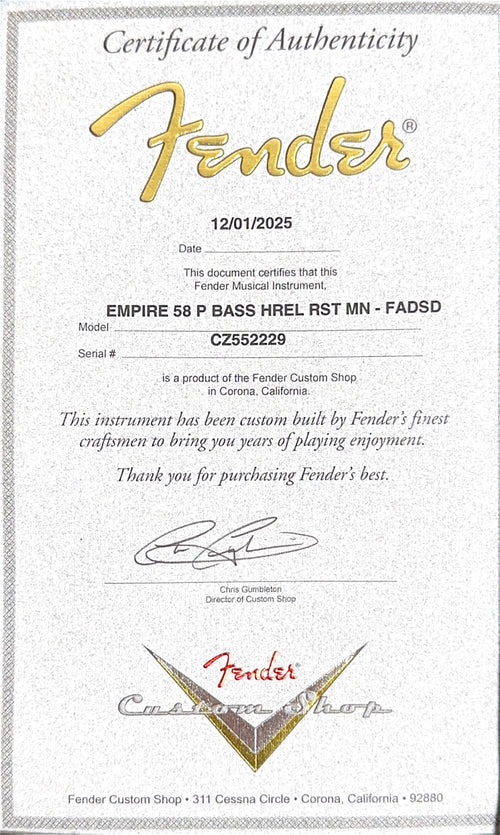 Certificate of Authenticity
Fender®
12/01/2025
Date
This document certifies that this
Fender Musical Instrument,
EMPIRE 58 P BASS HREL RST MN - FADSD
Model
CZ552229
Serial #
is a product of the Fender Custom Shop
in Corona, California.
This instrument has been custom built by Fender's finest
craftsmen to bring you years of playing enjoyment.
Thank you for purchasing Fender's best.
Chris Gumbleton
Director of Custom Shop
Fender
Custom Shop
Fender Custom Shop • 311 Cessna Circle • Corona, California • 92880